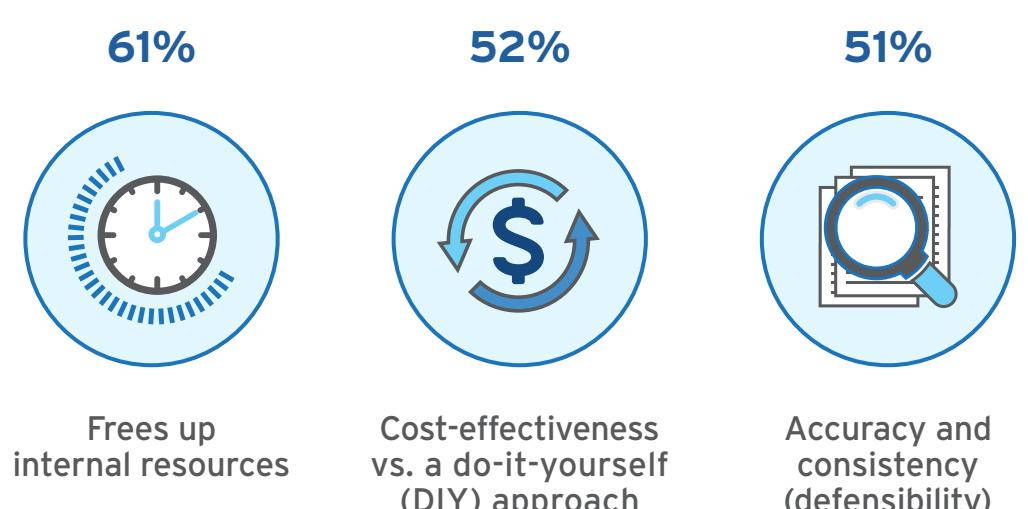 61%
52%
51%
Frees up
internal resources
Cost-effectiveness
vs. a do-it-yourself
(DIY) approach
Accuracy and
consistency
(defensibility)